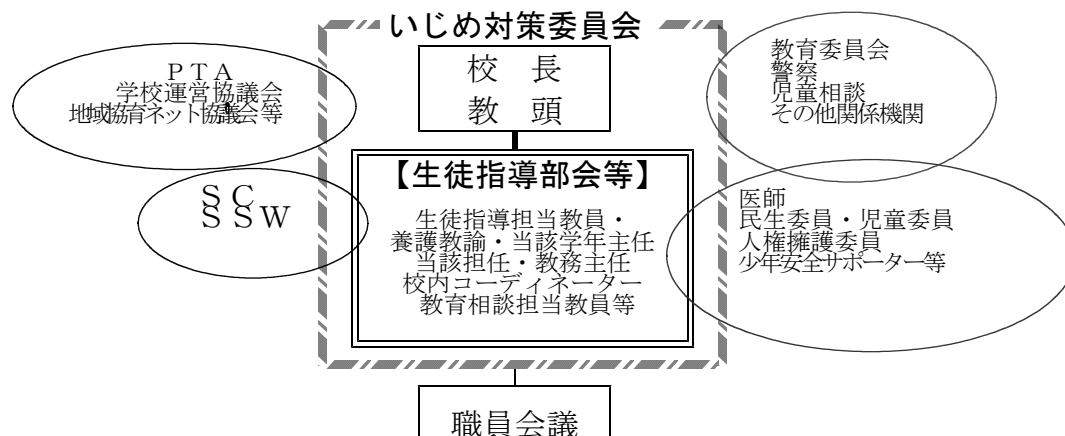 いじめ対策委員会
校　長
教　頭
ＰＴＡ
学校運営協議会
地域協育ネット協議会等
ＳＣ
ＳＳＷ
【生徒指導部会等】
生徒指導担当教員・
養護教諭・当該学年主任
当該担任・教務主任
校内コーディネーター
教育相談担当教員等
教育委員会
警察
児童相談
その他関係機関
医師
民生委員・児童委員
人権擁護委員
少年安全サポーター等
職員会議